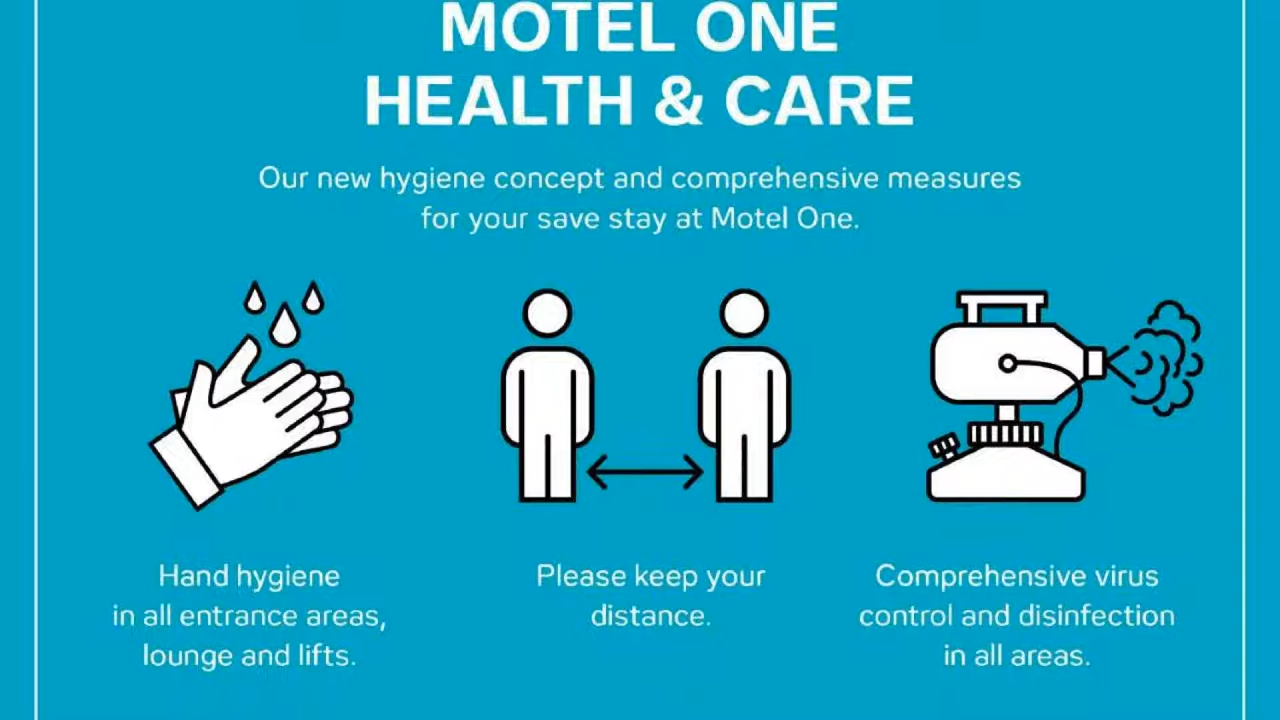 MOTEL ONE
HEALTH & CARE
Our new hygiene concept and comprehensive measures
for your save stay at Motel One.
Hand hygiene
in all entrance areas,
lounge and lifts.
Please keep your
distance.
Comprehensive virus
control and disinfection
in all areas.